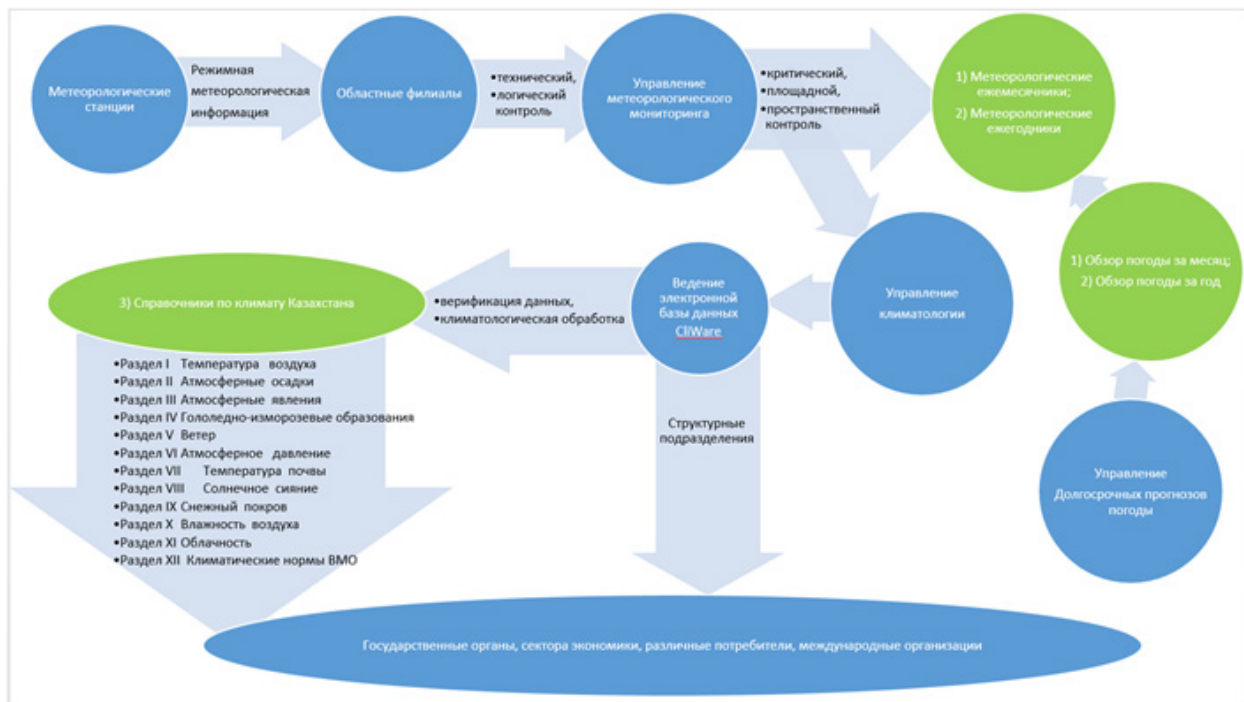 Метеорологические
станции
Режимная
метеорологическая
информация
Областные филиалы
•технический,
•логический
контроль
Управление
метеорологического
мониторинга
•критический,
•площадной,
•пространственный
контроль
1) Метеорологические
ежемесячники;
2) Метеорологические
ежегодники
1) Обзор погоды за месяц;
2) Обзор погоды за год
Управление
Долгосрочных прогнозов
погоды
Управление
климатологии
Ведение
электронной
базы данных
CliWare
•верификация данных,
•климатологическая обработка
3) Справочники по климату Казахстана
•Раздел I Температура воздуха
•Раздел II Атмосферные осадки
•Раздел III Атмосферные явления
•Раздел IV Гололедно-изморозевые образования
•Раздел V Ветер
•Раздел VI Атмосферное давление
•Раздел VII Температура почвы
•Раздел VIII Солнечное сияние
•Раздел IX Снежный покров
•Раздел X Влажность воздуха
•Раздел XI Облачность
•Раздел XII Климатические нормы ВМО
Структурные
подразделения
Государственные органы, сектора экономики, различные потребители, международные организации